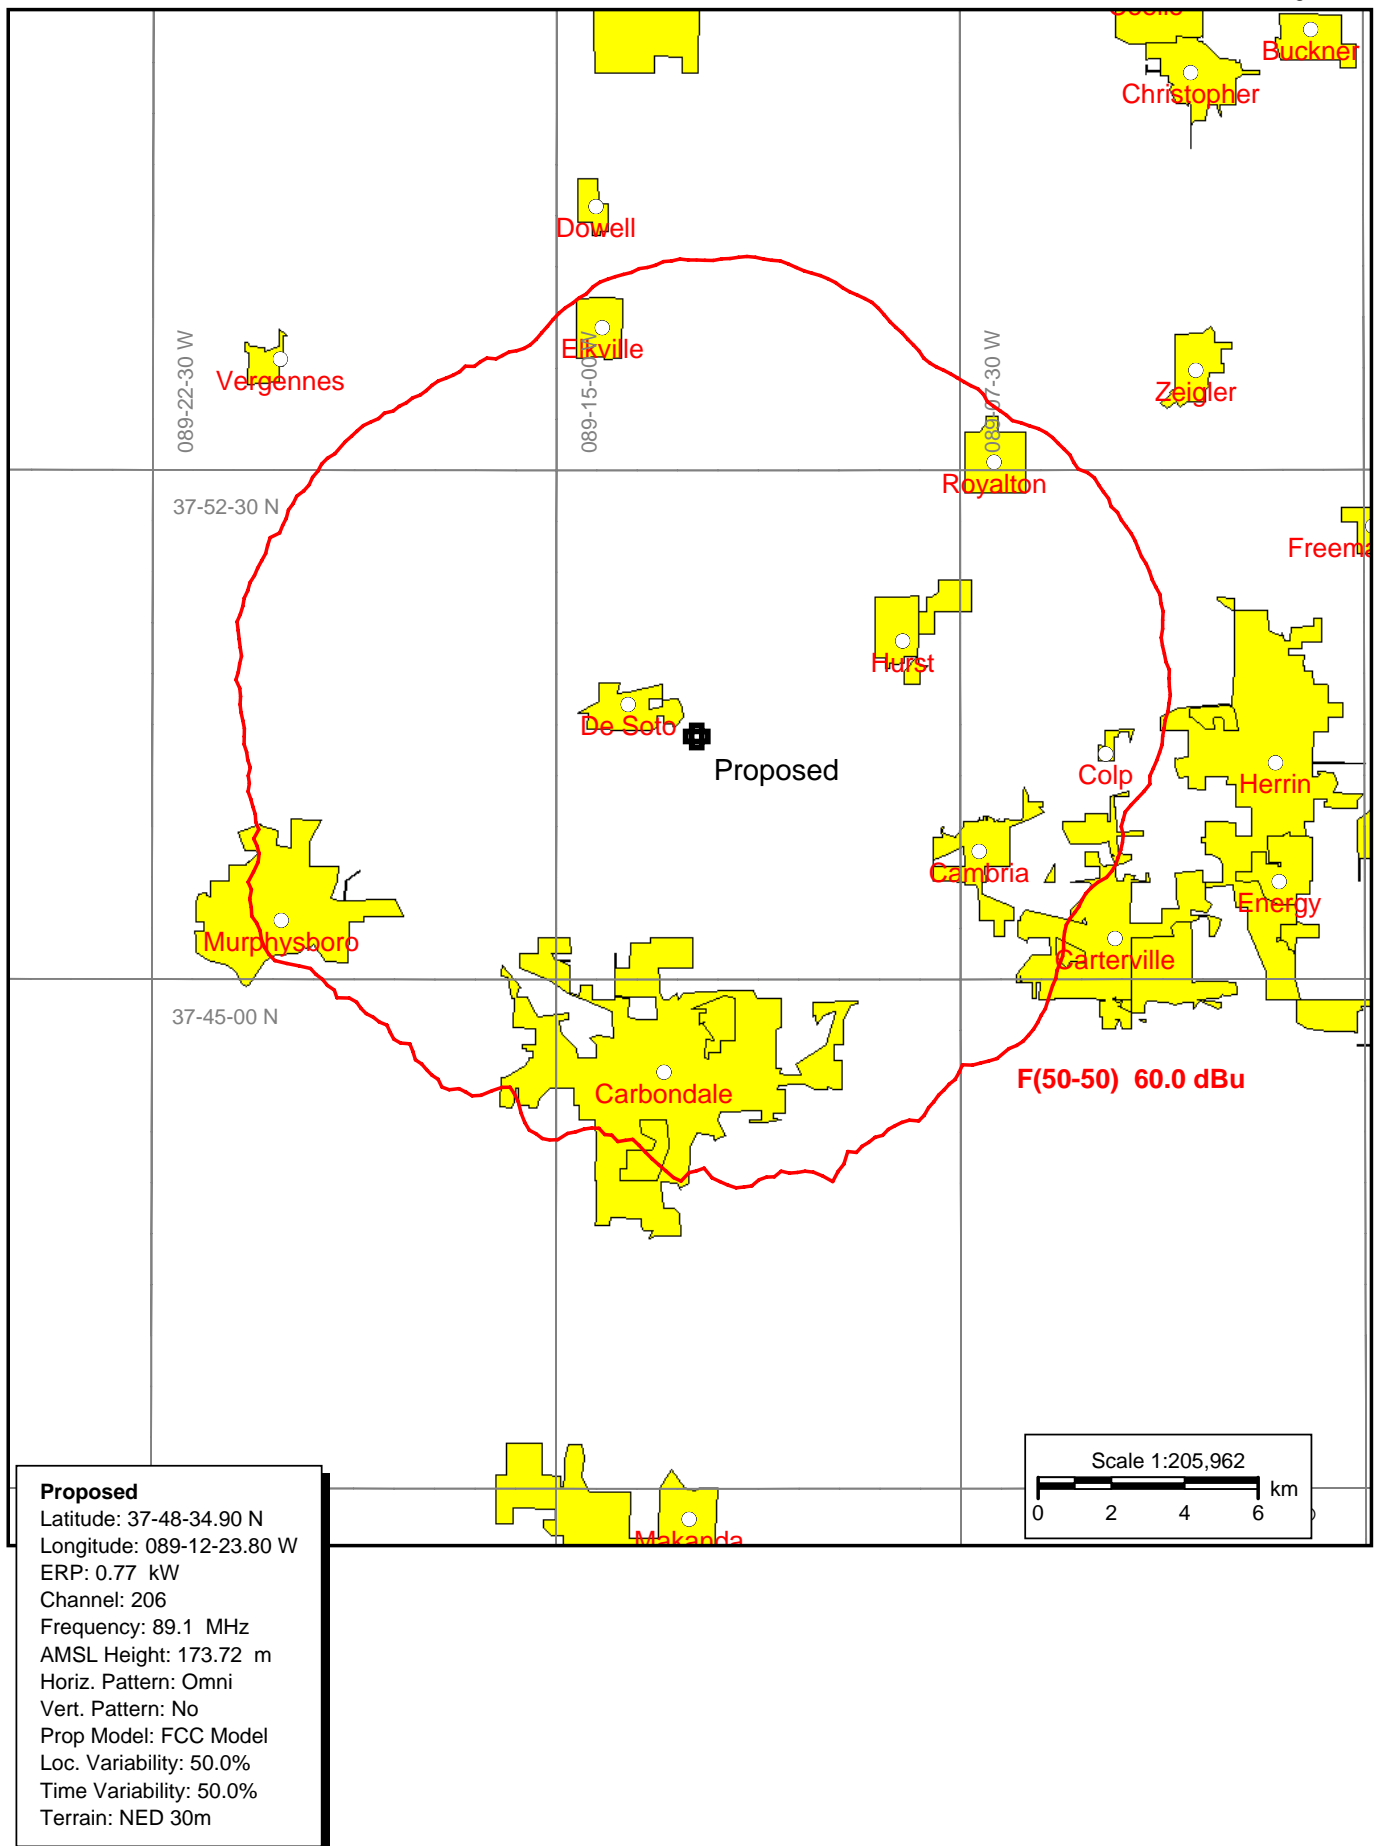 Buckner
Christopher
Dowell
Elkville
Vergennes
Zeigler
089-22-30 W
089-15-00 W
089-07-30 W
Royalton
37-52-30 N
Hurst
De Soto
Proposed
Colp
Herrin
Cambria
Energy
Murphysboro
Carterville
37-45-00 N
F(50-50) 60.0 dBu
Carbondale
Makanda
Scale 1:205,962
km
0 2 4 6
Proposed
Latitude: 37-48-34.90 N
Longitude: 089-12-23.80 W
ERP: 0.77 kW
Channel: 206
Frequency: 89.1 MHz
AMSL Height: 173.72 m
Horiz. Pattern: Omni
Vert. Pattern: No
Prop Model: FCC Model
Loc. Variability: 50.0%
Time Variability: 50.0%
Terrain: NED 30m